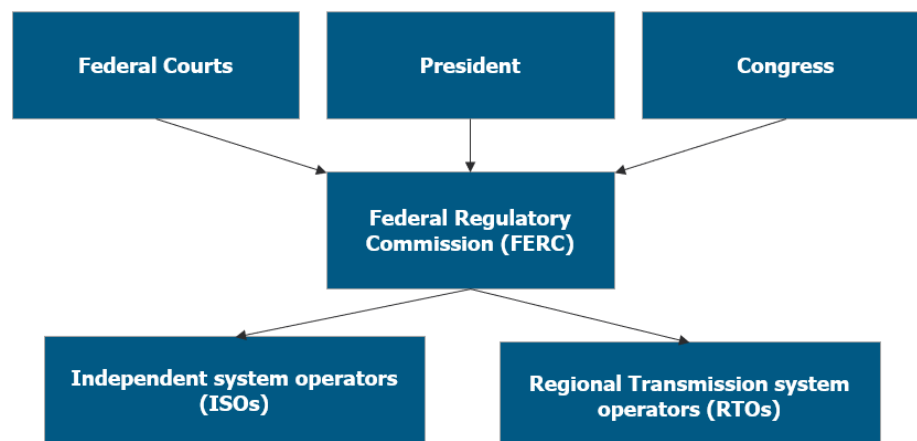 Federal Courts
President
Congress
Federal Regulatory
Commission (FERC)
Independent system operators
(ISOs)
Regional Transmission system
operators (RTOs)